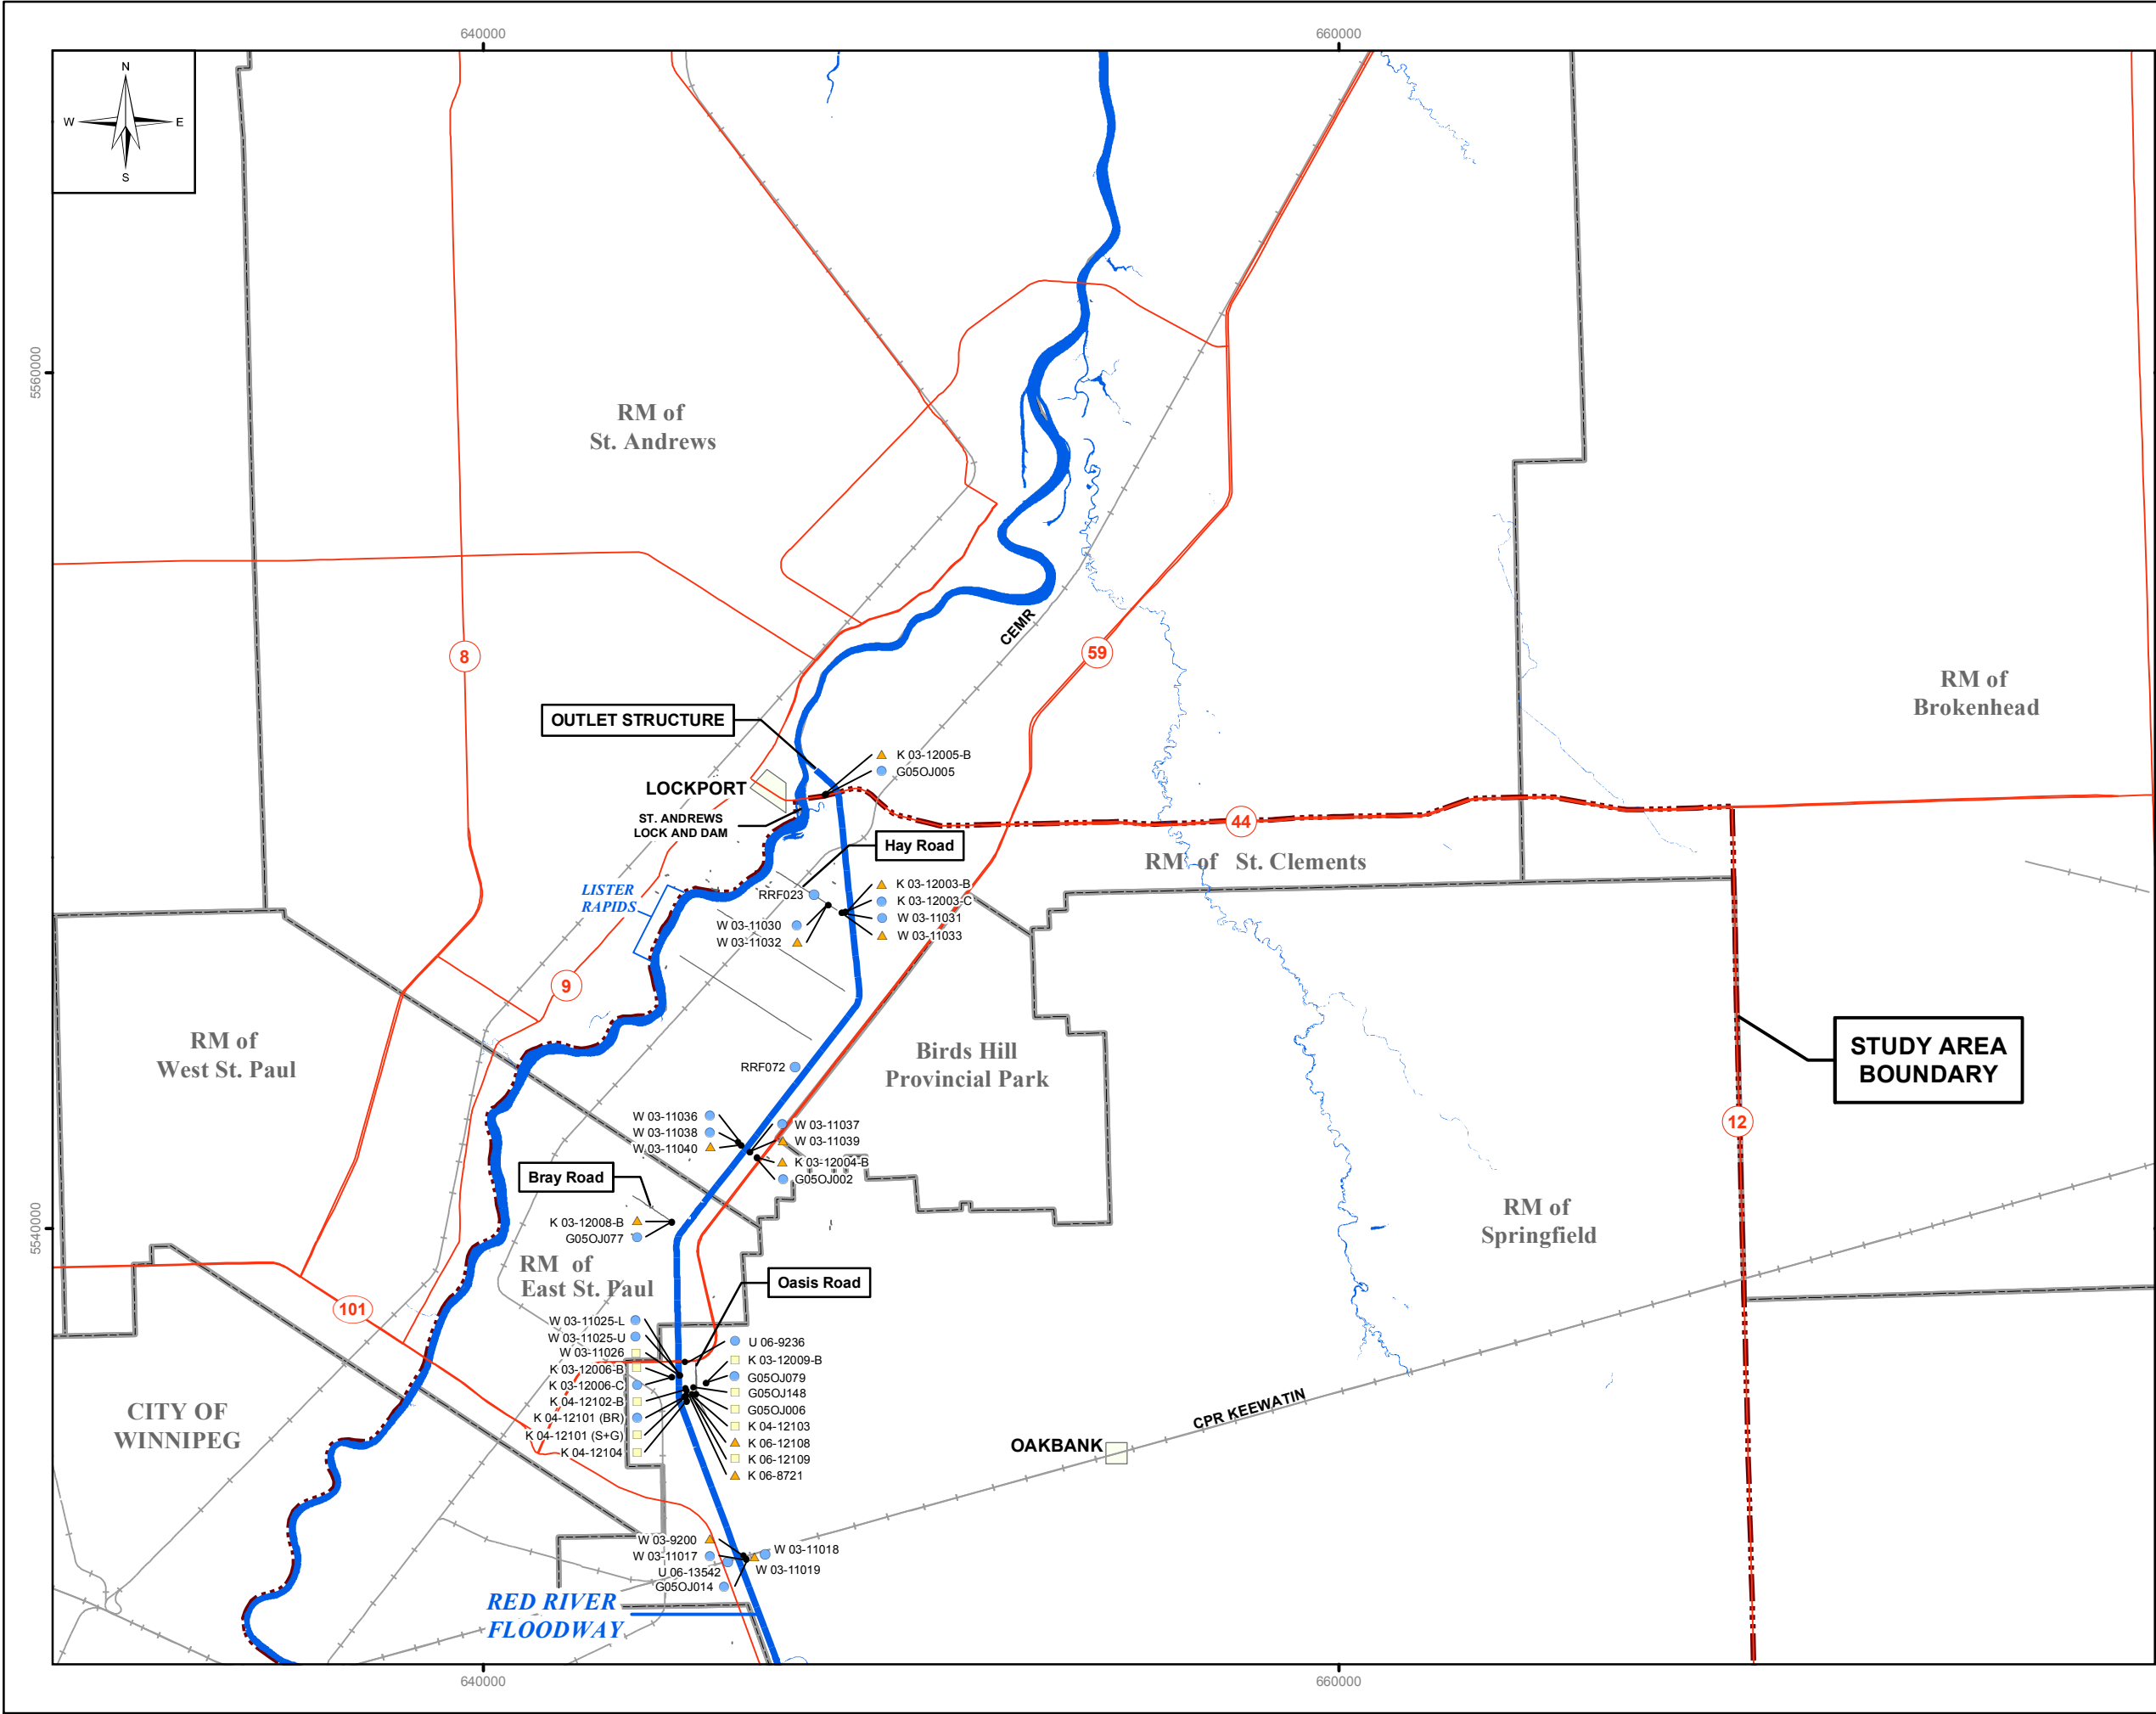 640000
660000
N
W
E
S
5560000
RM of
St. Andrews
CEMR
8
59
RM of
Brokenhead
OUTLET STRUCTURE
K 03-12005-B
G05OJ005
LOCKPORT
ST. ANDREWS
LOCK AND DAM
44
Hay Road
RM of St. Clements
LISTER
RAPIDS
RRF023
K 03-12003-B
K 03-12003-C
W 03-11031
W 03-11033
W 03-11030
W 03-11032
9
RM of
West St. Paul
Birds Hill
Provincial Park
STUDY AREA
BOUNDARY
RRF072
12
W 03-11036
W 03-11038
W 03-11040
W 03-11037
W 03-11039
K 03-12004-B
G05OJ002
Bray Road
K 03-12008-B
G05OJ077
RM of
Springfield
5540000
RM of
East St. Paul
Oasis Road
101
W 03-11025-L
W 03-11025-U
W 03-11026
K 03-12006-B
K 03-12006-C
K 04-12102-B
K 04-12101 (BR)
K 04-12101 (S+G)
K 04-12104
U 06-9236
K 03-12009-B
G05OJ079
G05OJ148
G05OJ006
K 04-12103
K 06-12108
K 06-12109
K 06-8721
CITY OF
WINNIPEG
CPR KEEWATIN
OAKBANK
W 03-9200
W 03-11017
U 06-13542
G05OJ014
W 03-11018
W 03-11019
RED RIVER
FLOODWAY
640000
660000